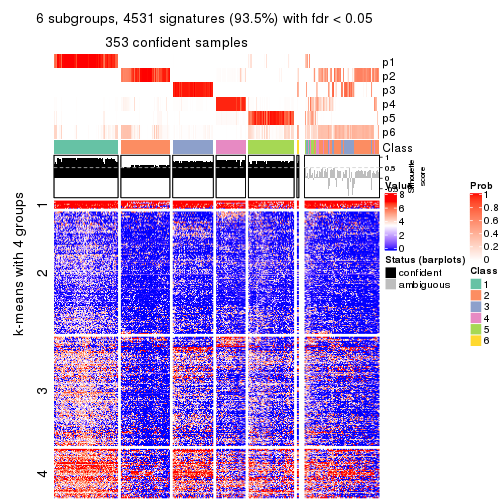 6 subgroups, 4531 signatures (93.5%) with fdr < 0.05
353 confident samples
p1
p2
p3
p4
p5
p6
Class
1
0.5
0
-0.5
Silhouette
score
k-means with 4 groups
1
2
3
4
Value
8
6
4
2
0
Status (barplots)
confident
ambiguous
Prob
1
0.8
0.6
0.4
0.2
0
Class
1
2
3
4
5
6